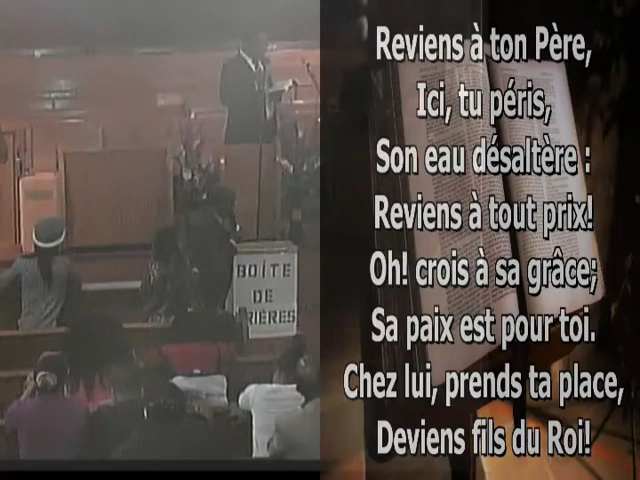 BOÎTE
DE
PRIÈRES
Reviens à ton Père,
Ici, tu péris,
Son eau désaltère :
Reviens à tout prix!
Oh! crois à sa grâce;
Sa paix est pour toi.
Chez lui, prends ta place,
Deviens fils du Roi!